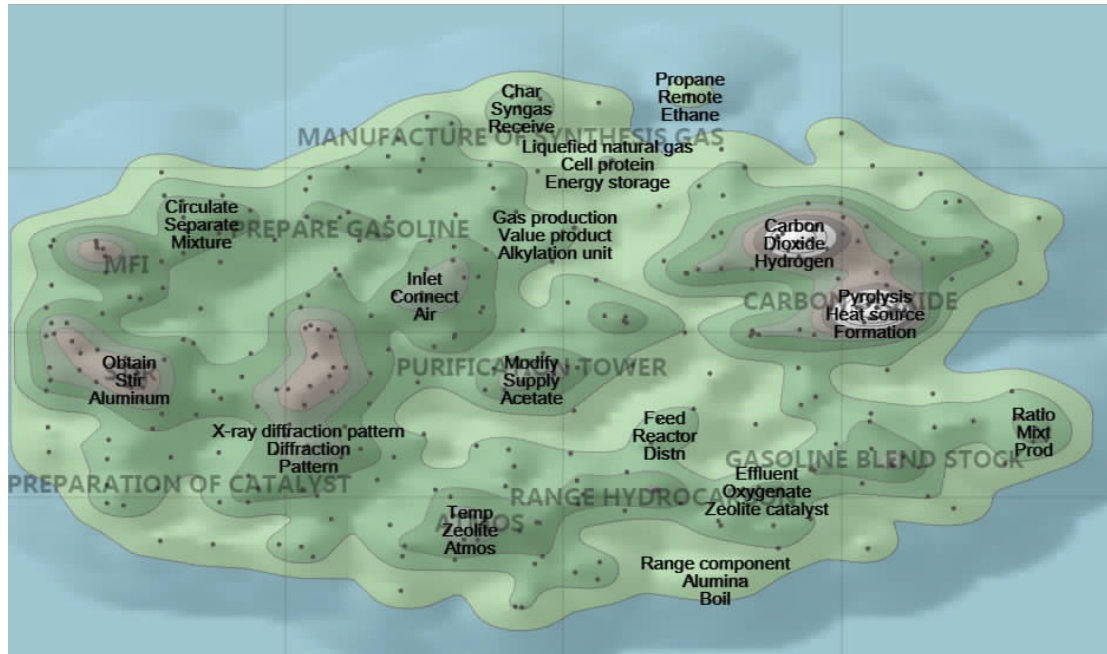 Char
Syngas
Receive
Propane
Remote
Ethane
MANUFACTURE OF SYNTHESIS GAS
Liquefied natural gas
Cell protein
Energy storage
Circulate
Separate
Mixture
PREPARE GASOLINE
Gas production
Value product
Alkylation unit
Carbon
Dioxide
Hydrogen
MFI
Inlet
Connect
Air
CARBON
Pyrolysis
Heat source
Formation
Obtain
Stir
Aluminum
PURIFICATION TOWER
Modify
Supply
Acetate
X-ray diffraction pattern
Diffraction
Pattern
Feed
Reactor
Distn
Ratio
Mixt
Prod
GASOLINE BLEND STOCK
PREPARATION OF CATALYST
RANGE HYDROCARBON
Effluent
Oxygenate
Zeolite catalyst
Temp
Zeolite
Atmos
ATMOS
Range component
Alumina
Boil